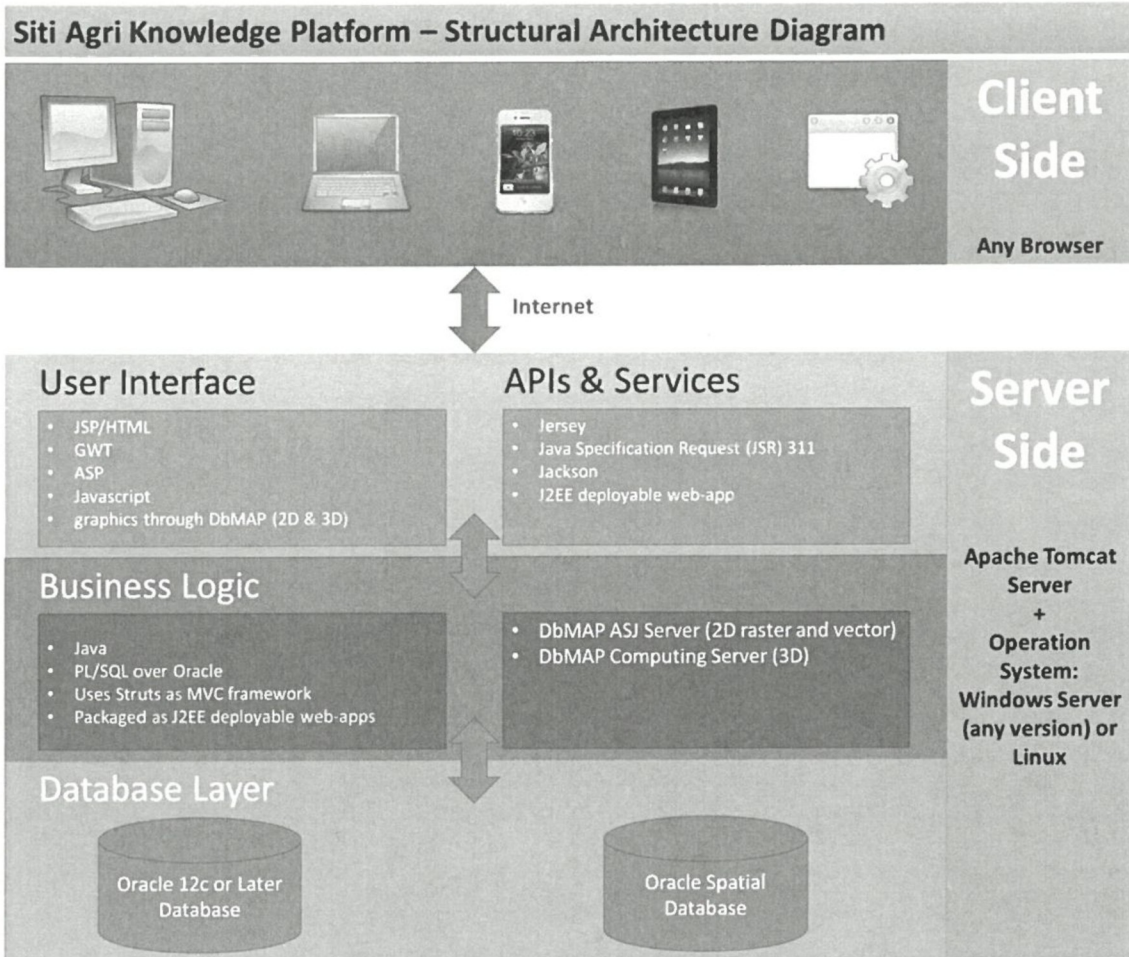 Siti Agri Knowledge Platform – Structural Architecture Diagram
Client
Side
Any Browser
Internet
User Interface
• JSP/HTML
• GWT
• ASP
• Javascript
• graphics through DbMAP (2D & 3D)
APIs & Services
• Jersey
• Java Specification Request (JSR) 311
• Jackson
• J2EE deployable web-app
Server
Side
Apache Tomcat
Server
+
Operation
System:
Windows Server
(any version) or
Linux
Business Logic
• Java
• PL/SQL over Oracle
• Uses Struts as MVC framework
• Packaged as J2EE deployable web-apps
• DbMAP ASJ Server (2D raster and vector)
• DbMAP Computing Server (3D)
Database Layer
Oracle 12c or Later
Database
Oracle Spatial
Database